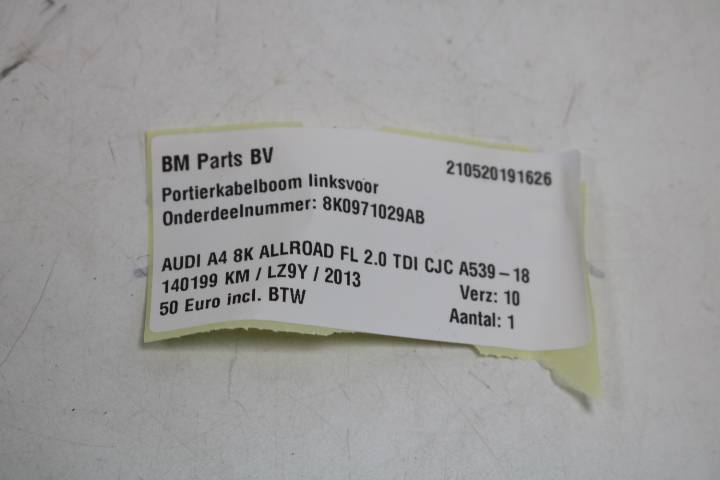 BM Parts BV
210520191626
Portierkabelboom linksvoor
Onderdeelnummer: 8K0971029AB
AUDI A4 8K ALLROAD FL 2.0 TDI CJC A539-18
140199 KM / LZ9Y / 2013
Verz: 10
50 Euro incl. BTW
Aantal: 1